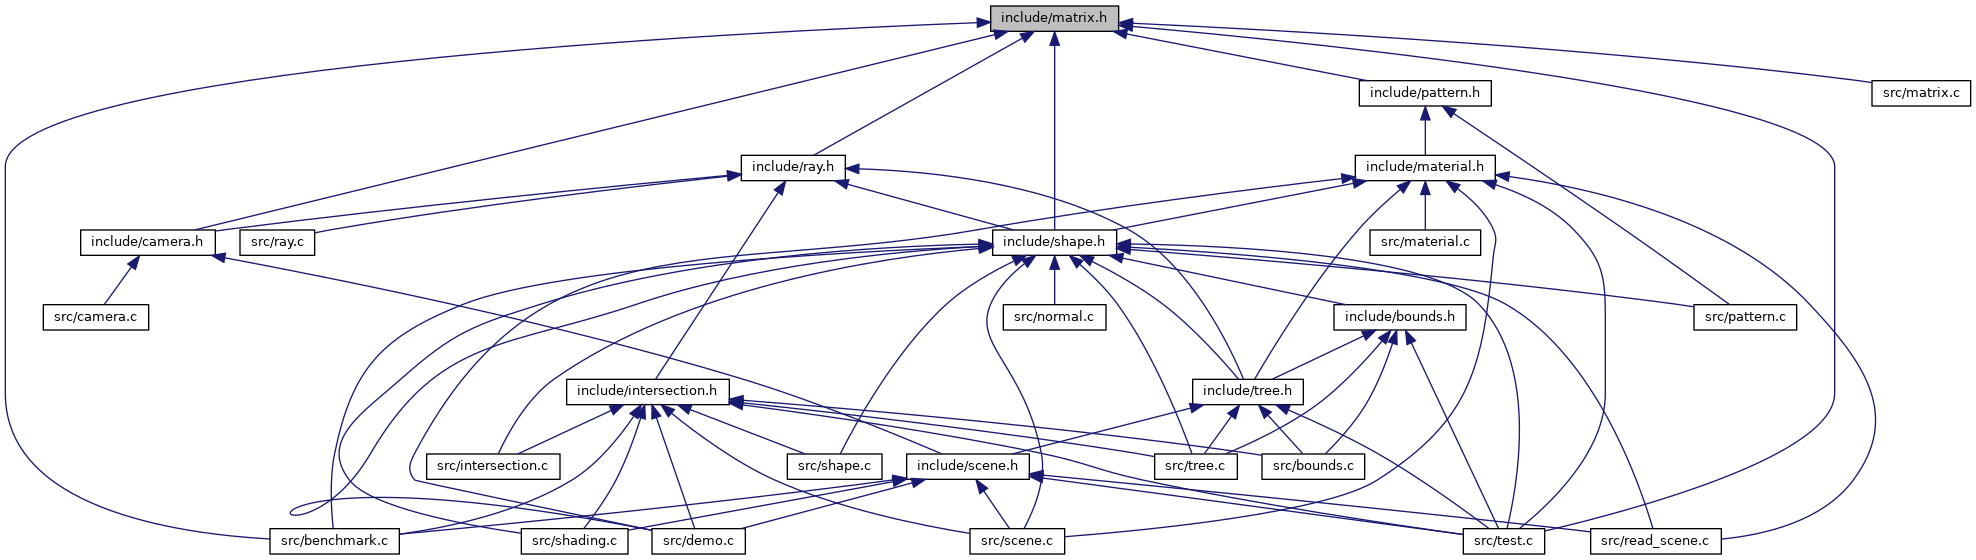 include/matrix.h
include/pattern.h
src/matrix.c
include/ray.h
include/material.h
include/camera.h
src/ray.c
include/shape.h
src/material.c
src/camera.c
src/normal.c
include/bounds.h
src/pattern.c
include/intersection.h
include/tree.h
src/intersection.c
src/shape.c
include/scene.h
src/tree.c
src/bounds.c
src/benchmark.c
src/shading.c
src/demo.c
src/scene.c
src/test.c
src/read_scene.c